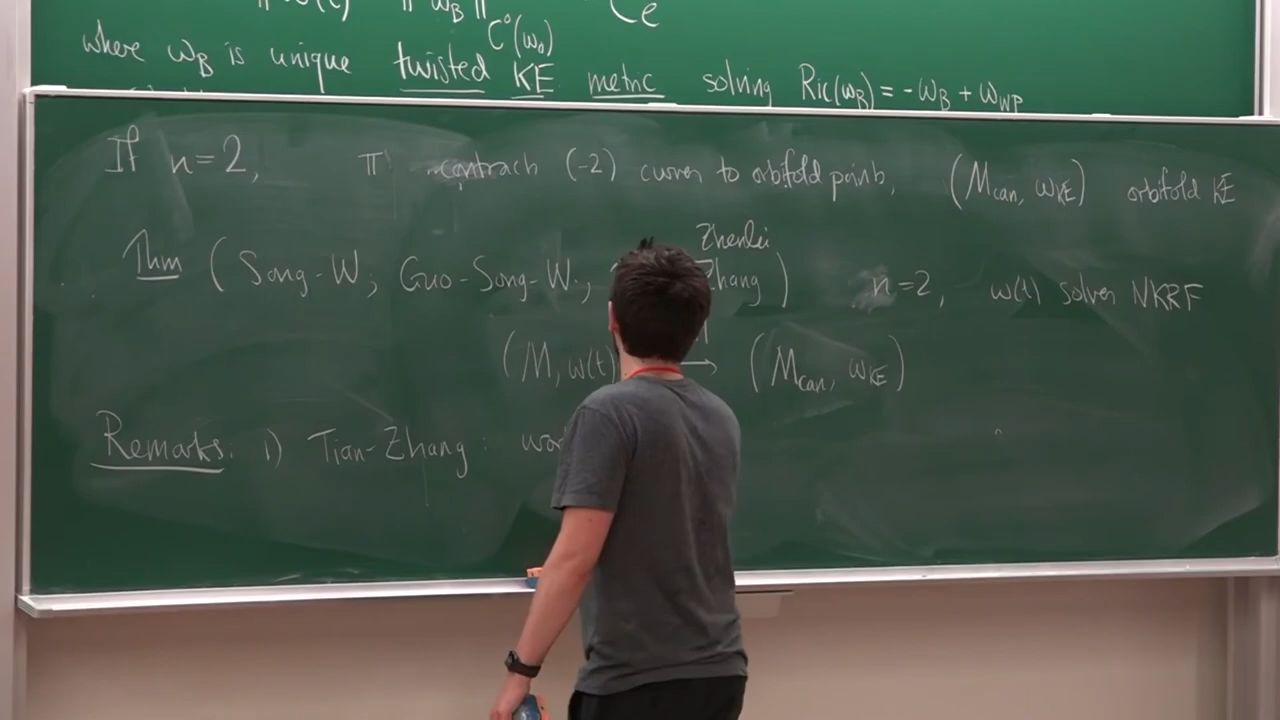 C e
C⁰(ω₀)
where ω_B is unique twisted KE metric solving Ric(ω_B) = -ω_B + ω_WP
If n=2, π contracts (-2) curves to orbifold points, (M_can, ω_KE) orbifold KE
Thm (Song-W; Guo-Song-W; Zhenlei Zhang) n=2, ω(t) solves NKRF
(M, ω(t)) → (M_can, ω_KE)
Remarks: 1) Tian-Zhang: